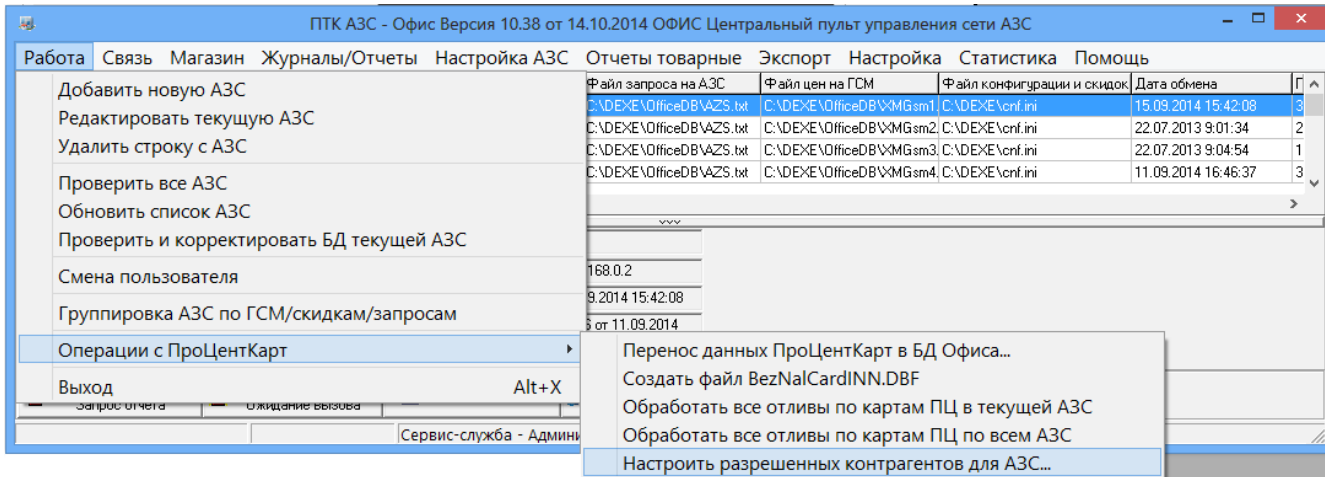 ПТК АЗС - Офис Версия 10.38 от 14.10.2014 ОФИС Центральный пульт управления сети АЗС
Работа Связь Магазин Журналы/Отчеты Настройка АЗС Отчеты товарные Экспорт Настройка Статистика Помощь
Файл запроса на АЗС Файл цен на ГСМ Файл конфигурации и скидок Дата обмена
C:\DEXE\OfficeDB\AZS.txt C:\DEXE\OfficeDB\XMGsm1. C:\DEXE\cnf.ini 15.09.2014 15:42:08 3
C:\DEXE\OfficeDB\AZS.txt C:\DEXE\OfficeDB\XMGsm2. C:\DEXE\cnf.ini 22.07.2013 9:01:34 2
C:\DEXE\OfficeDB\AZS.txt C:\DEXE\OfficeDB\XMGsm3. C:\DEXE\cnf.ini 22.07.2013 9:04:54 1
C:\DEXE\OfficeDB\AZS.txt C:\DEXE\OfficeDB\XMGsm4. C:\DEXE\cnf.ini 11.09.2014 16:46:37 3
Добавить новую АЗС
Редактировать текущую АЗС
Удалить строку с АЗС
Проверить все АЗС
Обновить список АЗС
Проверить и корректировать БД текущей АЗС
Смена пользователя
Группировка АЗС по ГСМ/скидкам/запросам
Операции с ПроЦентКарт
Выход Alt+X
168.0.2
9.2014 15:42:08
от 11.09.2014
Перенос данных ПроЦентКарт в БД Офиса...
Создать файл BezNalCardINN.DBF
Обработать все отливы по картам ПЦ в текущей АЗС
Обработать все отливы по картам ПЦ по всем АЗС
Настроить разрешенных контрагентов для АЗС...
Запрос отчета Ожидание вызова
Сервис-служба - Админи